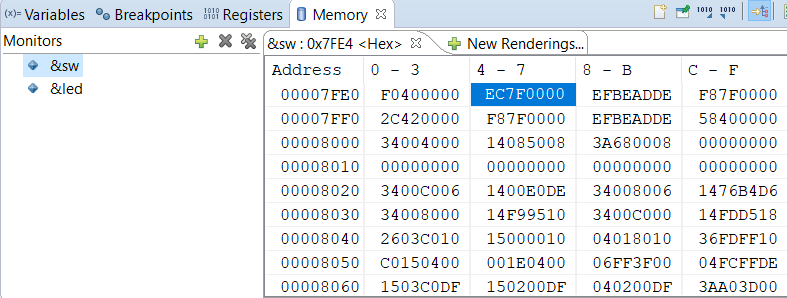 (x)= Variables Breakpoints 1010 0101 Registers Memory 1010 1010
Monitors
&sw
&led
&sw : 0x7FE4 <Hex> New Renderings...
Address 0 - 3 4 - 7 8 - B C - F
00007FE0 F0400000 EC7F0000 EFBEADDE F87F0000
00007FF0 2C420000 F87F0000 EFBEADDE 58400000
00008000 34004000 14085008 3A680008 00000000
00008010 00000000 00000000 00000000 00000000
00008020 3400C006 1400E0DE 34008006 1476B4D6
00008030 34008000 14F99510 3400C000 14FDD518
00008040 2603C010 15000010 04018010 36FDFF10
00008050 C0150400 001E0400 06FF3F00 04FCFFDE
00008060 1503C0DF 150200DF 040200DF 3AA03D00